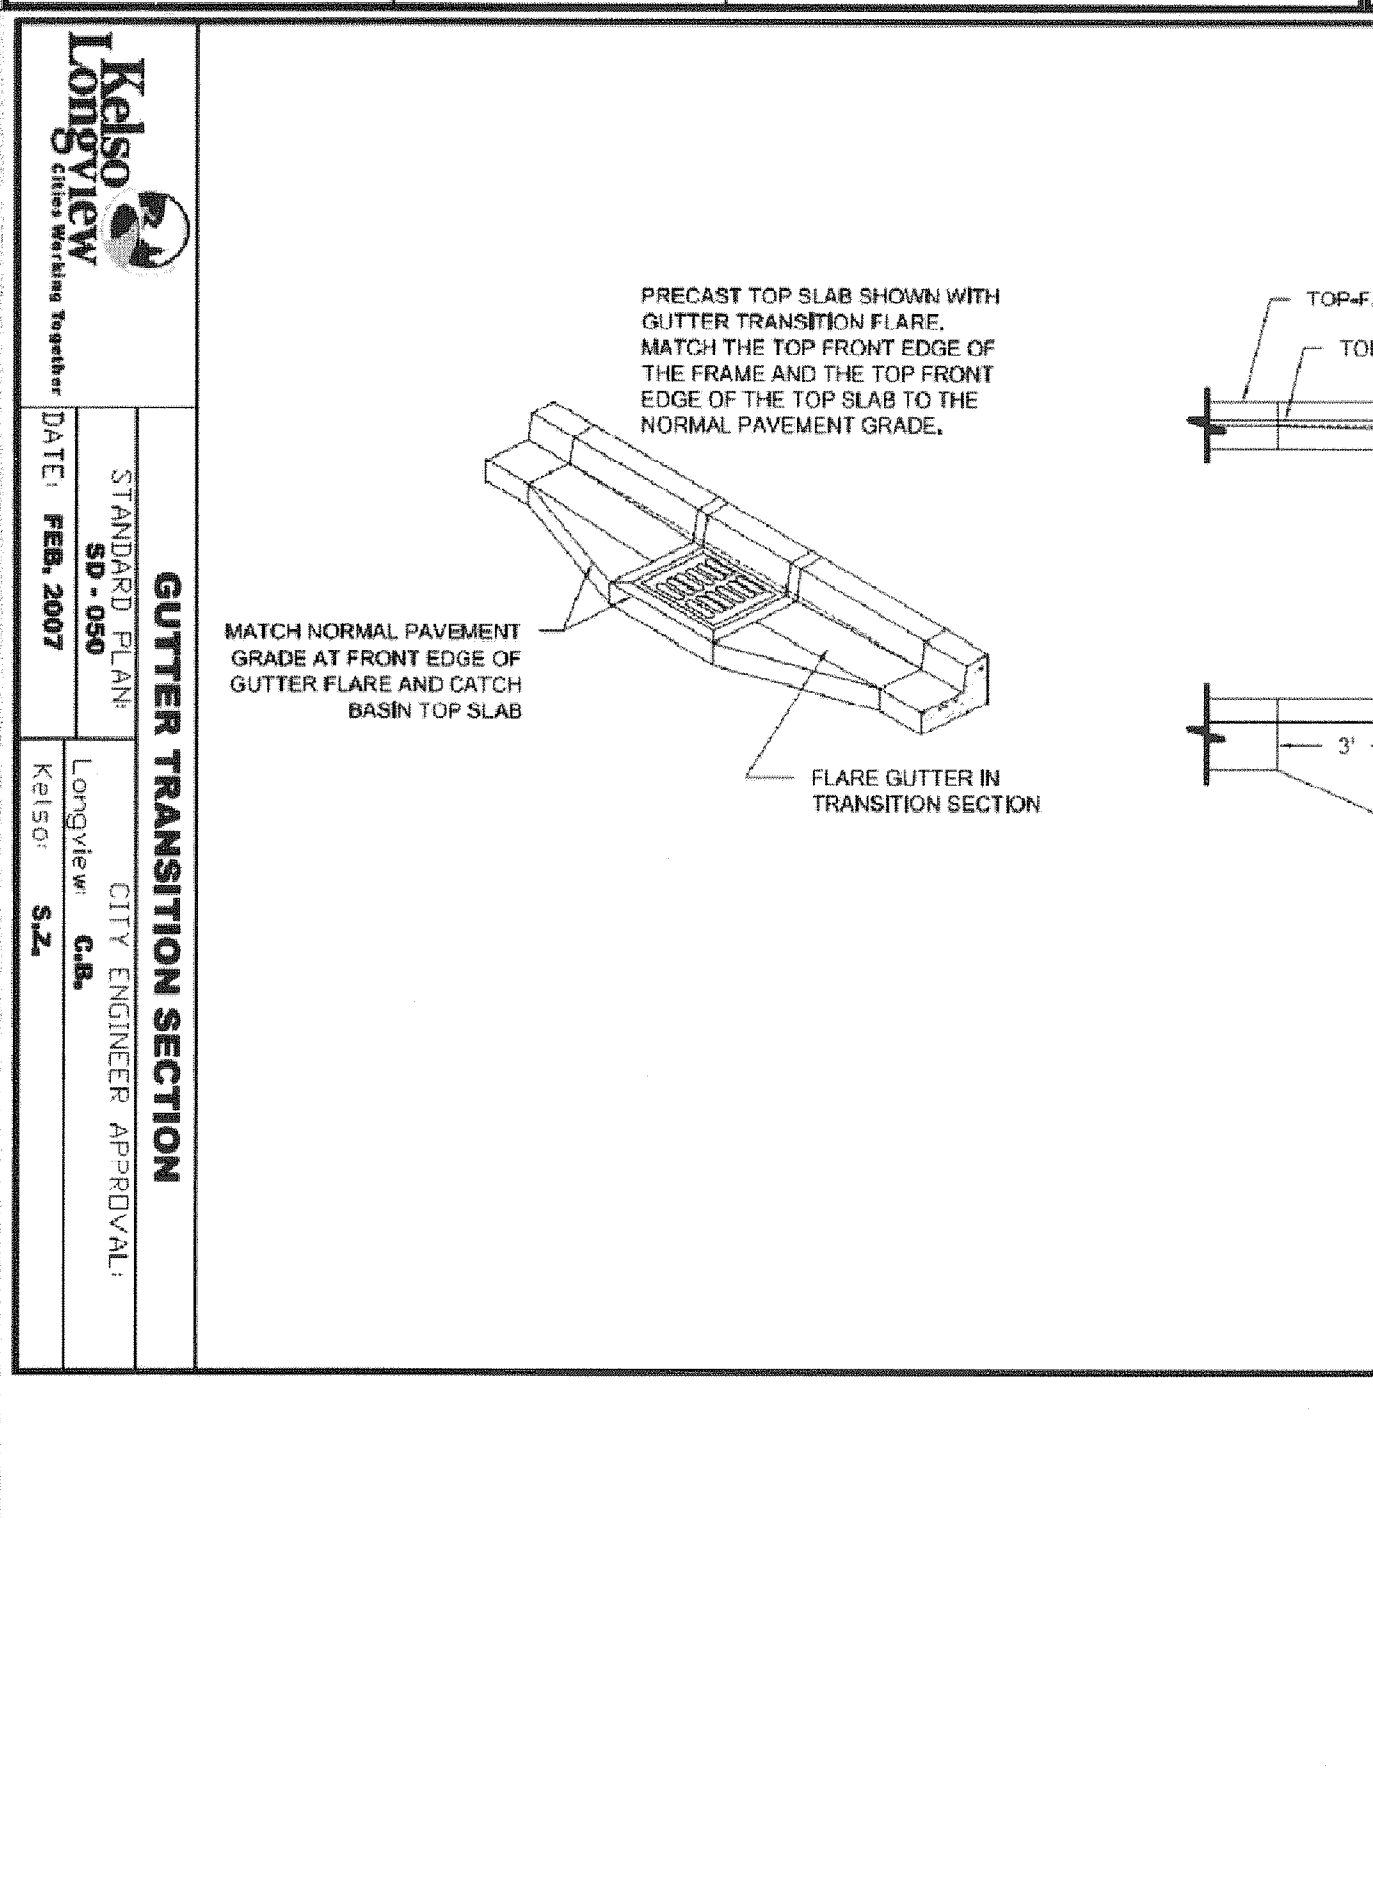 Kelso
Longview
Cities Working Together
GUTTER TRANSITION SECTION
STANDARD PLAN:
SD - 050
DATE: FEB, 2007
CITY ENGINEER APPROVAL:
Longview: C.B.
Kelso: S.Z.
PRECAST TOP SLAB SHOWN WITH
GUTTER TRANSITION FLARE.
MATCH THE TOP FRONT EDGE OF
THE FRAME AND THE TOP FRONT
EDGE OF THE TOP SLAB TO THE
NORMAL PAVEMENT GRADE.
MATCH NORMAL PAVEMENT
GRADE AT FRONT EDGE OF
GUTTER FLARE AND CATCH
BASIN TOP SLAB
FLARE GUTTER IN
TRANSITION SECTION
TOP-F
3'